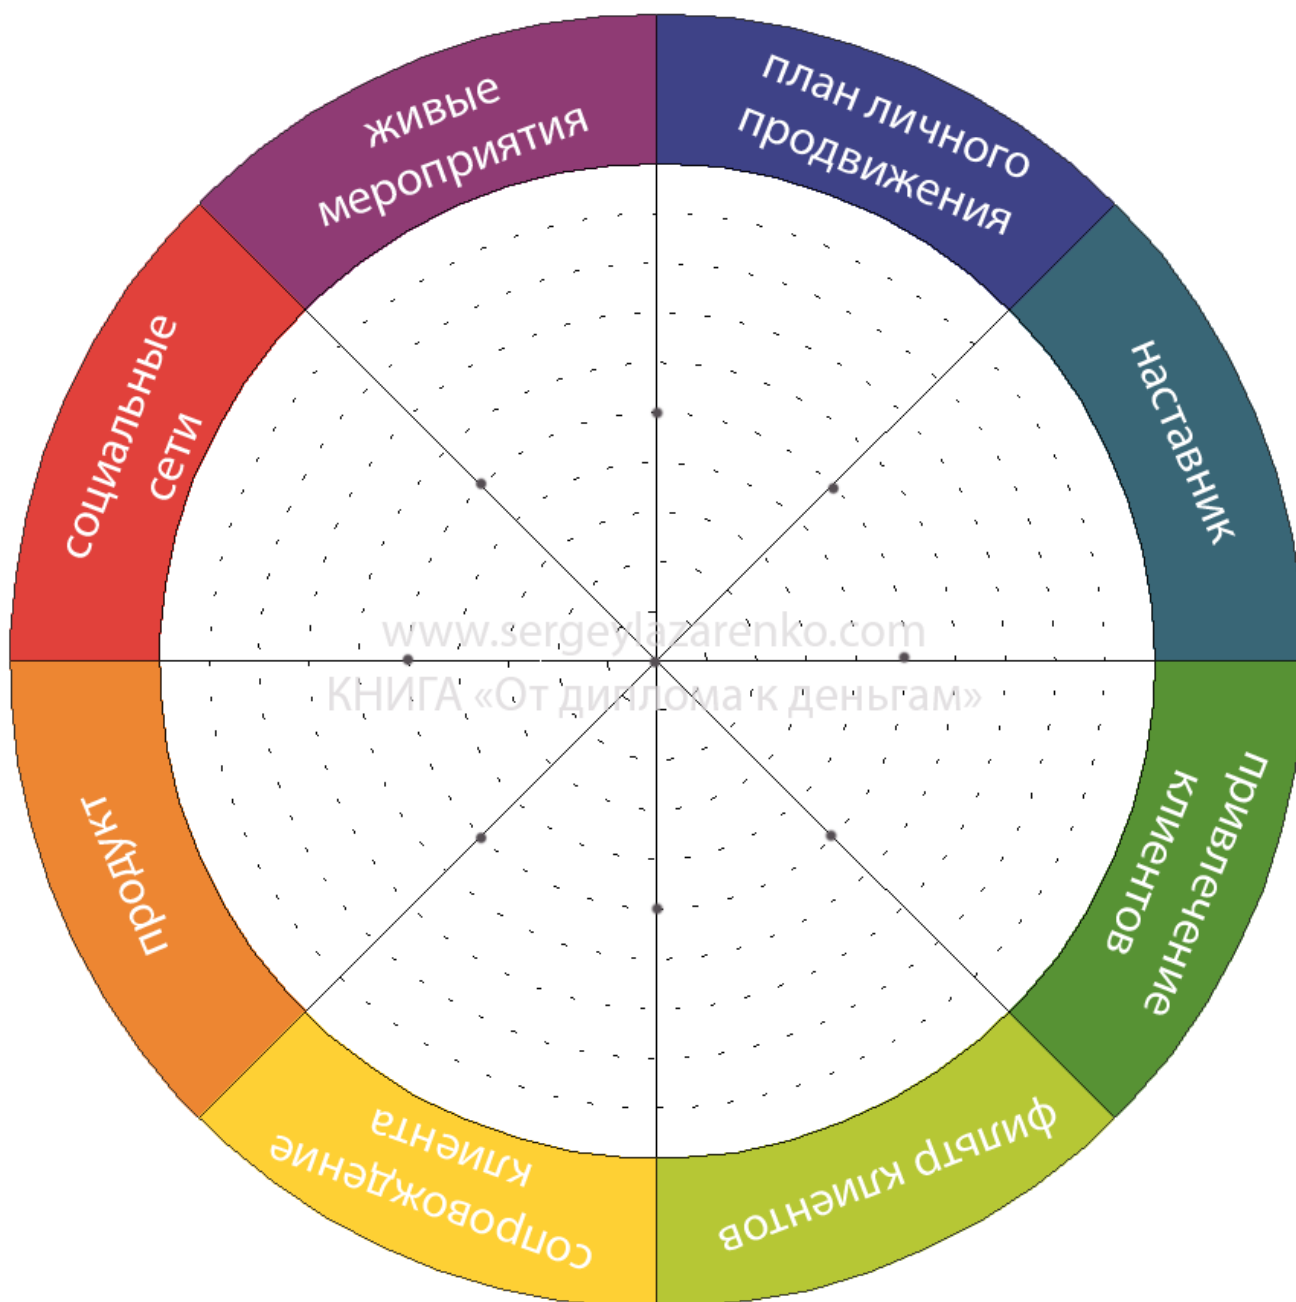 план личного
продвижения
наставник
привлечение
клиентов
фильтр клиентов
сопровождение
клиента
продукт
социальные
сети
живые
мероприятия
www.sergeylazarenko.com
КНИГА «От диплома к деньгам»